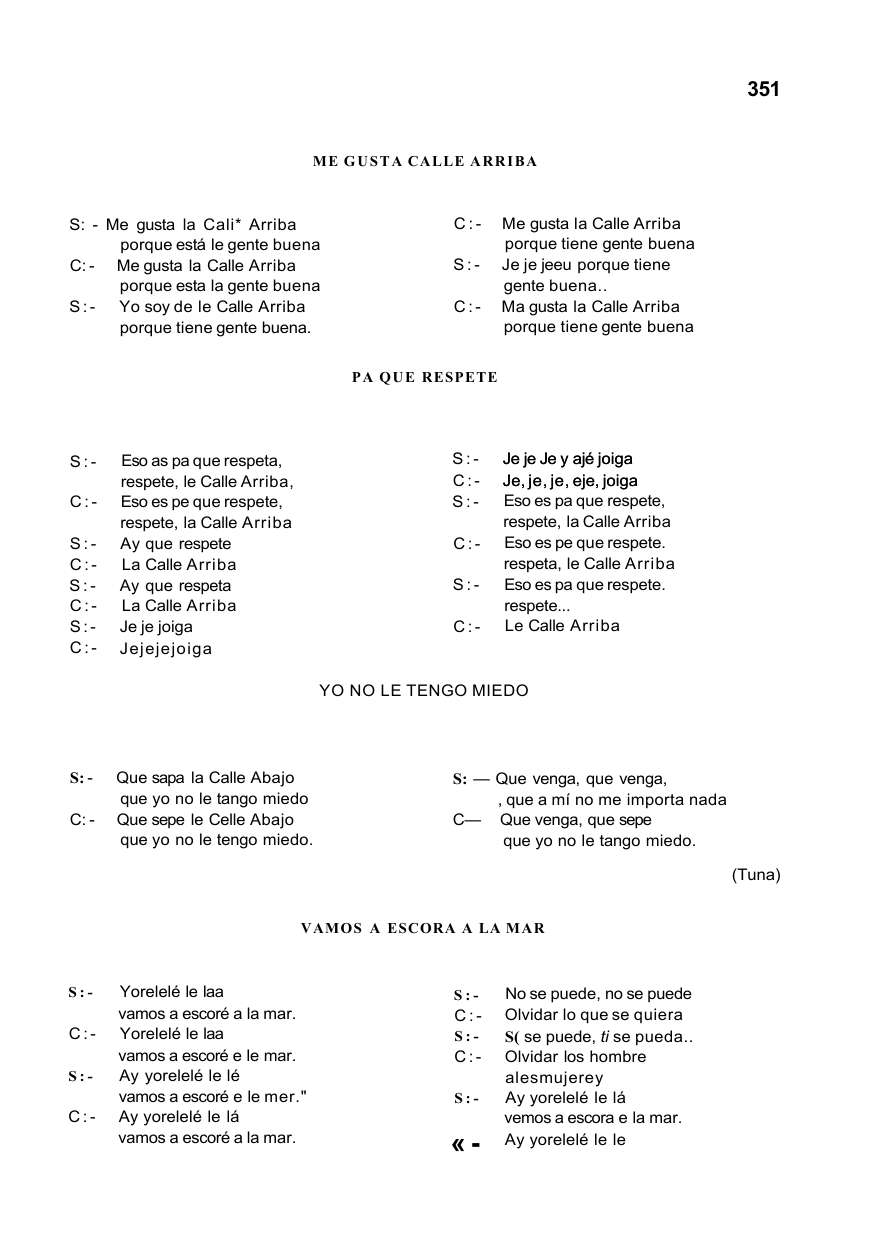 351
ME GUSTA CALLE ARRIBA
S: - Me gusta la Cali* Arriba
porque está le gente buena
C:- Me gusta la Calle Arriba
porque esta la gente buena
S:- Yo soy de le Calle Arriba
porque tiene gente buena.
C:- Me gusta la Calle Arriba
porque tiene gente buena
S:- Je je jeeu porque tiene
gente buena..
C:- Ma gusta la Calle Arriba
porque tiene gente buena
PA QUE RESPETE
S:- Eso as pa que respeta,
respete, le Calle Arriba,
C:- Eso es pe que respete,
respete, la Calle Arriba
S:- Ay que respete
C:- La Calle Arriba
S:- Ay que respeta
C:- La Calle Arriba
S:- Je je joiga
C:- Jejejejoiga
S:- Je je Je y ajé joiga
C:- Je, je, je, eje, joiga
S:- Eso es pa que respete,
respete, la Calle Arriba
C:- Eso es pe que respete.
respeta, le Calle Arriba
S:- Eso es pa que respete.
respete...
C:- Le Calle Arriba
YO NO LE TENGO MIEDO
S:- Que sapa la Calle Abajo
que yo no le tango miedo
C:- Que sepe le Celle Abajo
que yo no le tengo miedo.
S: — Que venga, que venga,
, que a mí no me importa nada
C— Que venga, que sepe
que yo no le tango miedo.
(Tuna)
VAMOS A ESCORA A LA MAR
S:- Yorelelé le laa
vamos a escoré a la mar.
C:- Yorelelé le laa
vamos a escoré e le mar.
S:- Ay yorelelé le lé
vamos a escoré e le mer."
C:- Ay yorelelé le lá
vamos a escoré a la mar.
S:- No se puede, no se puede
C:- Olvidar lo que se quiera
S:- S( se puede, ti se pueda..
C:- Olvidar los hombre
alesmujerey
S:- Ay yorelelé le lá
vemos a escora e la mar.
« - Ay yorelelé le le